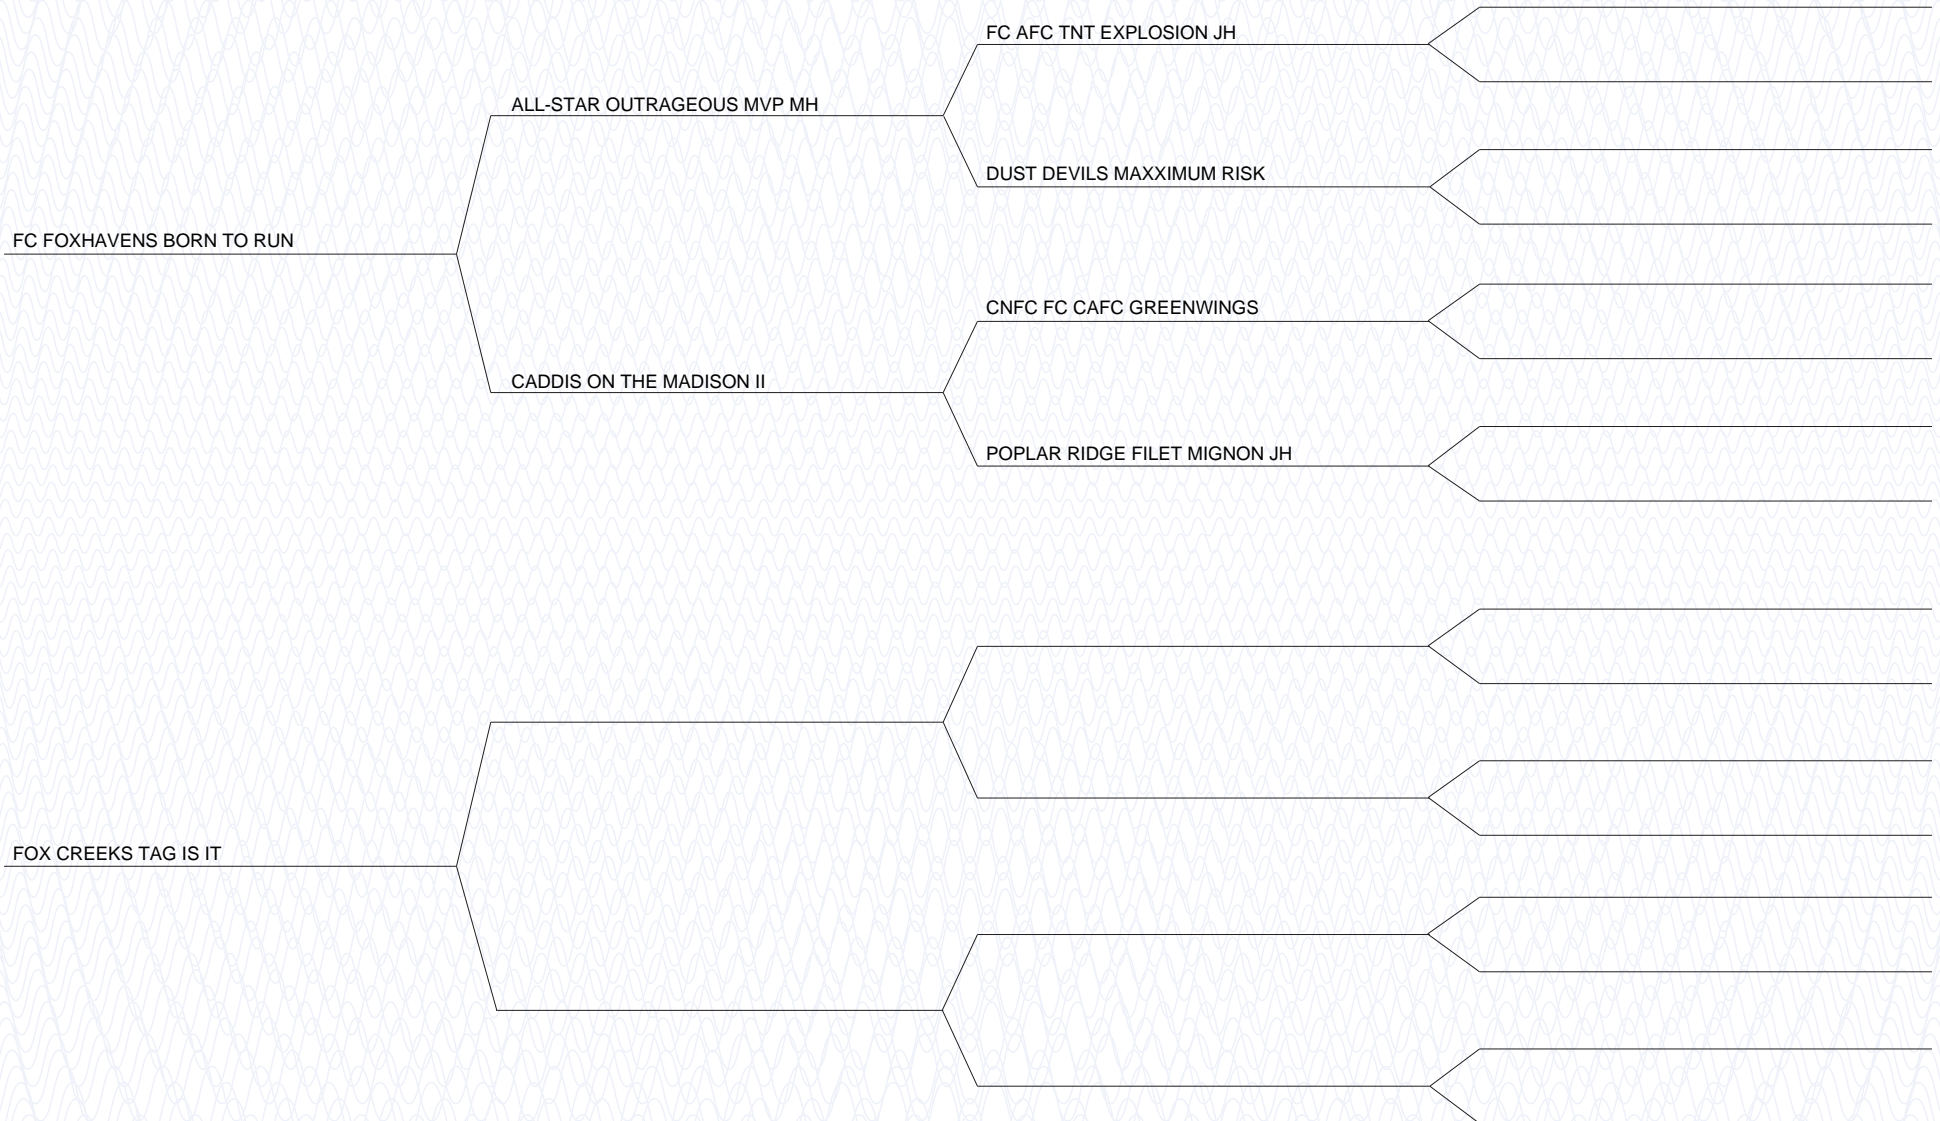 FC AFC TNT EXPLOSION JH
ALL-STAR OUTRAGEOUS MVP MH
DUST DEVILS MAXXIMUM RISK
FC FOXHAVENS BORN TO RUN
CNFC FC CAFC GREENWINGS
CADDIS ON THE MADISON II
POPLAR RIDGE FILET MIGNON JH
FOX CREEKS TAG IS IT